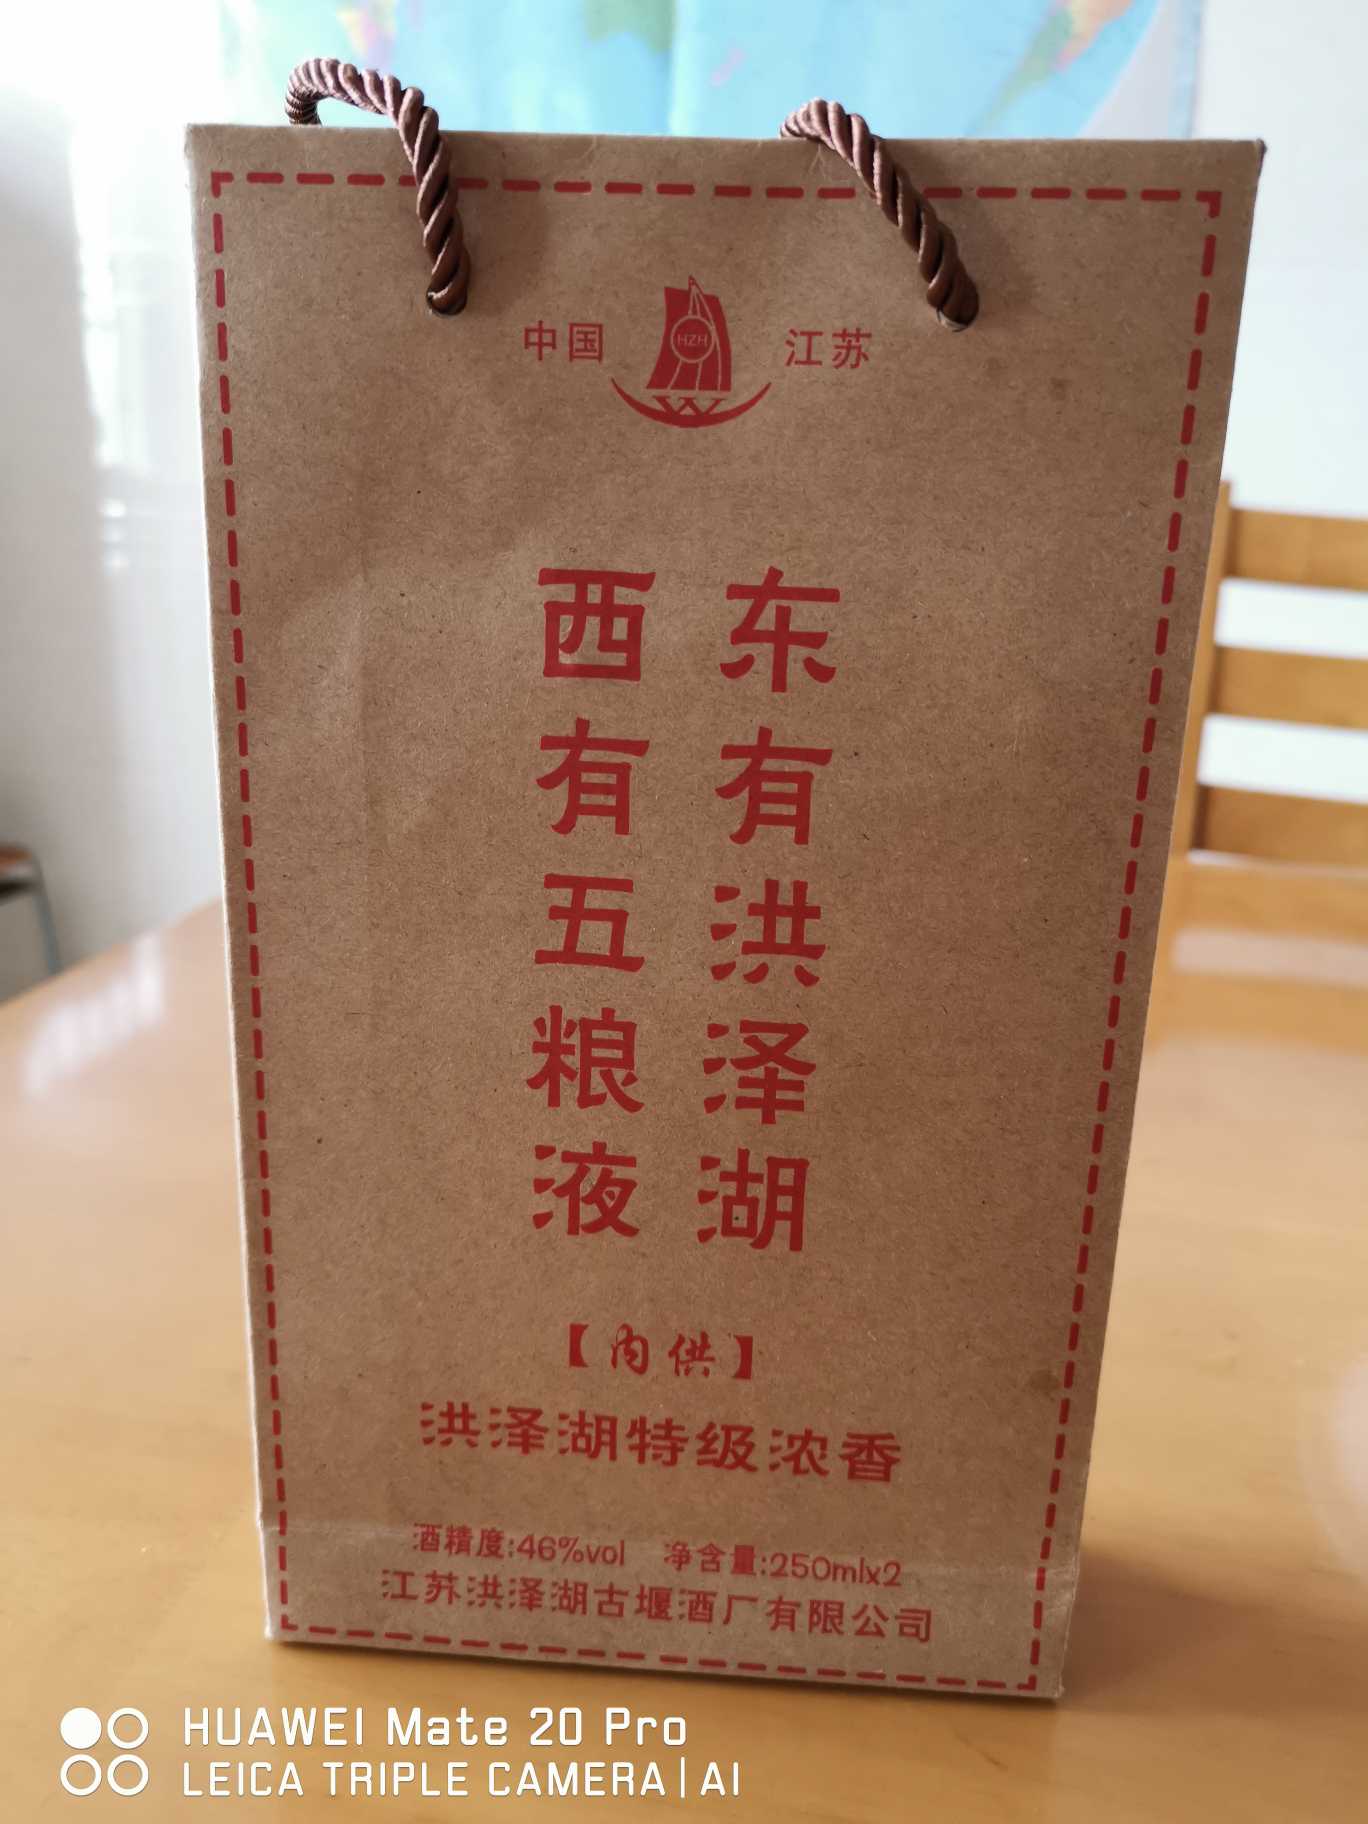 中国 HZH 江苏
W
东有洪泽湖
西有五粮液
【内供】
洪泽湖特级浓香
酒精度:46%vol 净含量:250mlx2
江苏洪泽湖古堰酒厂有限公司
HUAWEI Mate 20 Pro
LEICA TRIPLE CAMERA | AI